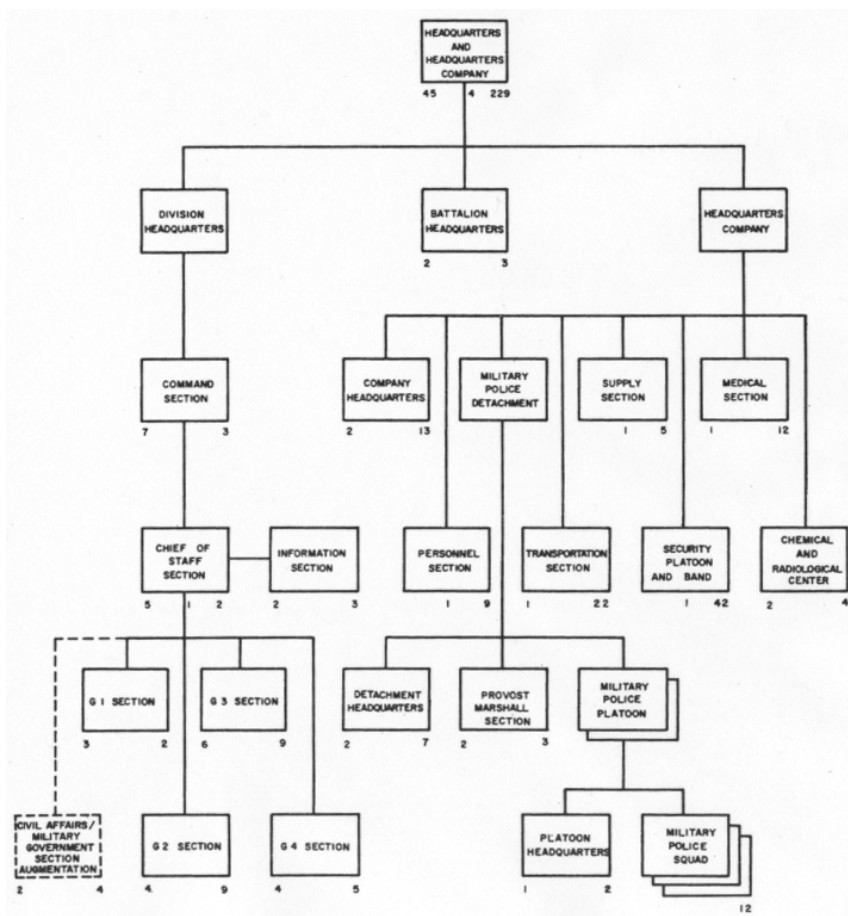 HEADQUARTERS
AND
HEADQUARTERS
COMPANY
45 4 229
DIVISION
HEADQUARTERS
BATTALION
HEADQUARTERS
2 3
HEADQUARTERS
COMPANY
COMMAND
SECTION
7 3
COMPANY
HEADQUARTERS
2 13
MILITARY
POLICE
DETACHMENT
SUPPLY
SECTION
1 5
MEDICAL
SECTION
1 12
CHIEF OF
STAFF
SECTION
5 1 2
INFORMATION
SECTION
2 3
PERSONNEL
SECTION
1 9
TRANSPORTATION
SECTION
1 22
SECURITY
PLATOON
AND BAND
1 42
CHEMICAL
AND
RADIOLOGICAL
CENTER
2 4
G 1 SECTION
3 2
G 3 SECTION
6 9
DETACHMENT
HEADQUARTERS
2 7
PROVOST
MARSHALL
SECTION
2 3
MILITARY
POLICE
PLATOON
CIVIL AFFAIRS/
MILITARY
GOVERNMENT
SECTION
AUGMENTATION
2 4
G 2 SECTION
4 9
G 4 SECTION
4 5
PLATOON
HEADQUARTERS
1 2
MILITARY
POLICE
SQUAD
12